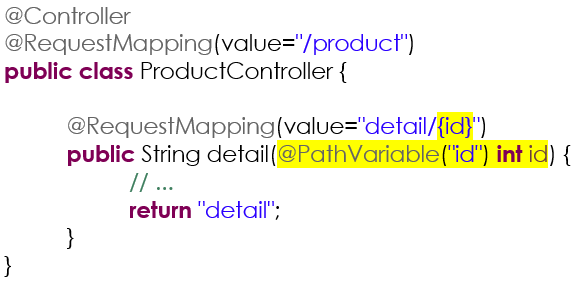 @Controller
@RequestMapping(value="/product")
public class ProductController {
@RequestMapping(value="detail/{id}")
public String detail(@PathVariable("id") int id) {
// ...
return "detail";
}
}